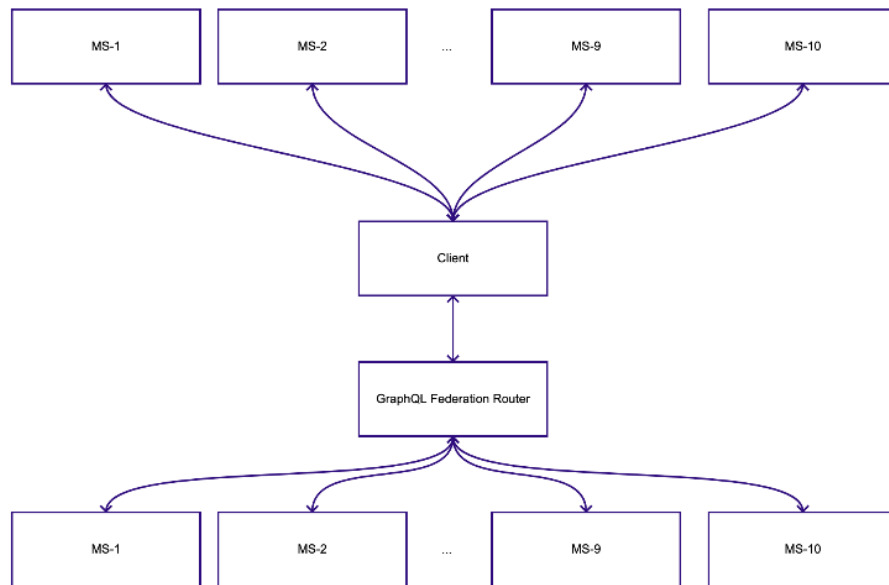 MS-1
MS-2
...
MS-9
MS-10
Client
GraphQL Federation Router
MS-1
MS-2
...
MS-9
MS-10